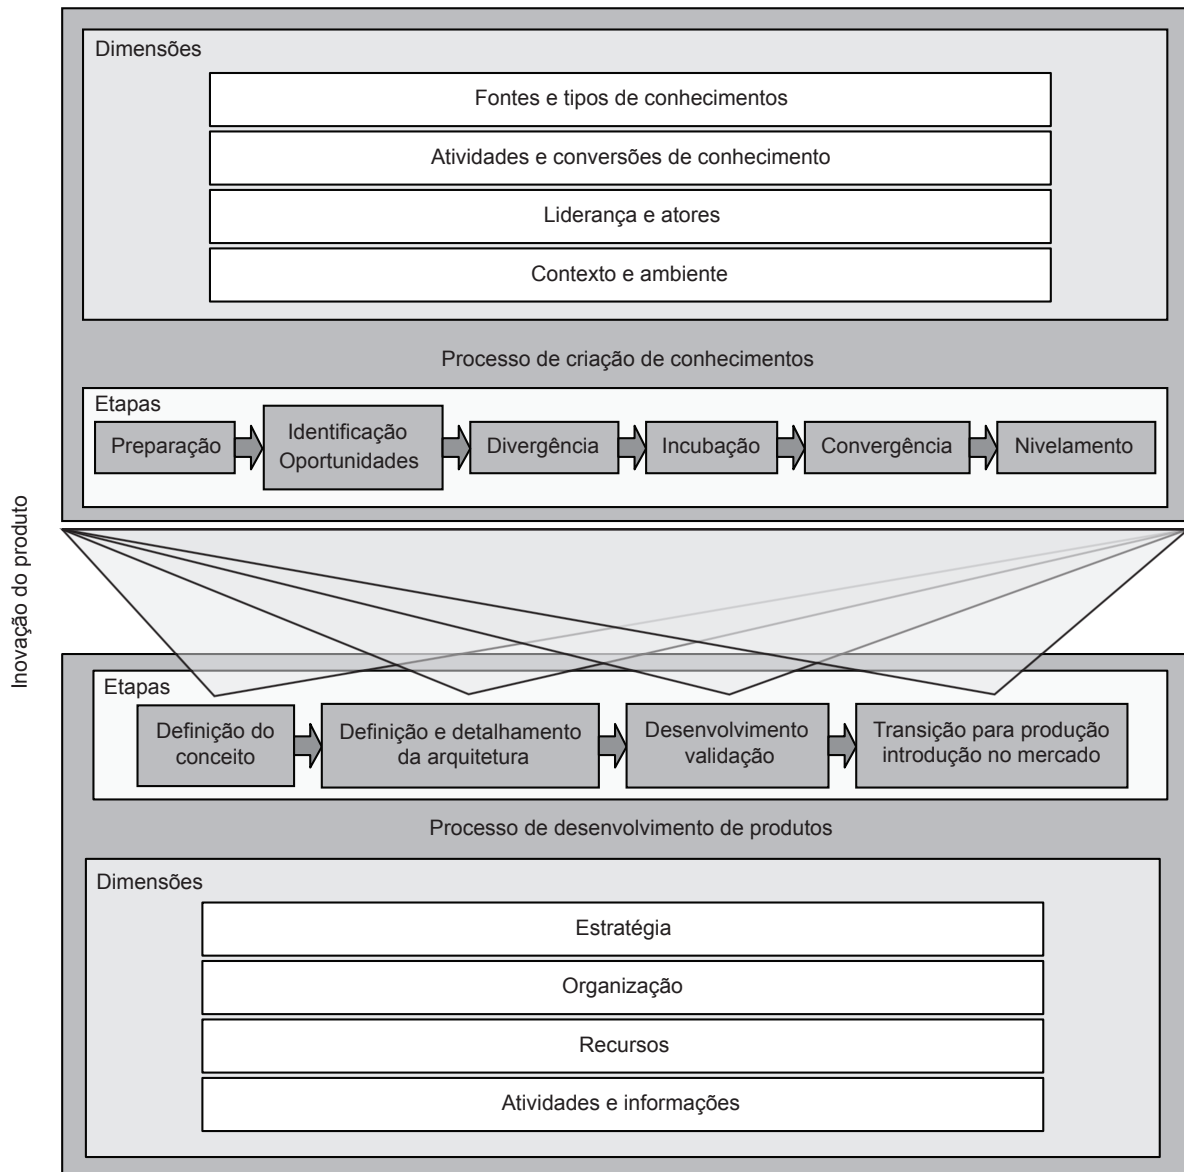 Dimensões
Fontes e tipos de conhecimentos
Atividades e conversões de conhecimento
Liderança e atores
Contexto e ambiente
Processo de criação de conhecimentos
Etapas
Preparação
Identificação
Oportunidades
Divergência
Incubação
Convergência
Nivelamento
Inovação do produto
Etapas
Definição do
conceito
Definição e detalhamento
da arquitetura
Desenvolvimento
validação
Transição para produção
introdução no mercado
Processo de desenvolvimento de produtos
Dimensões
Estratégia
Organização
Recursos
Atividades e informações